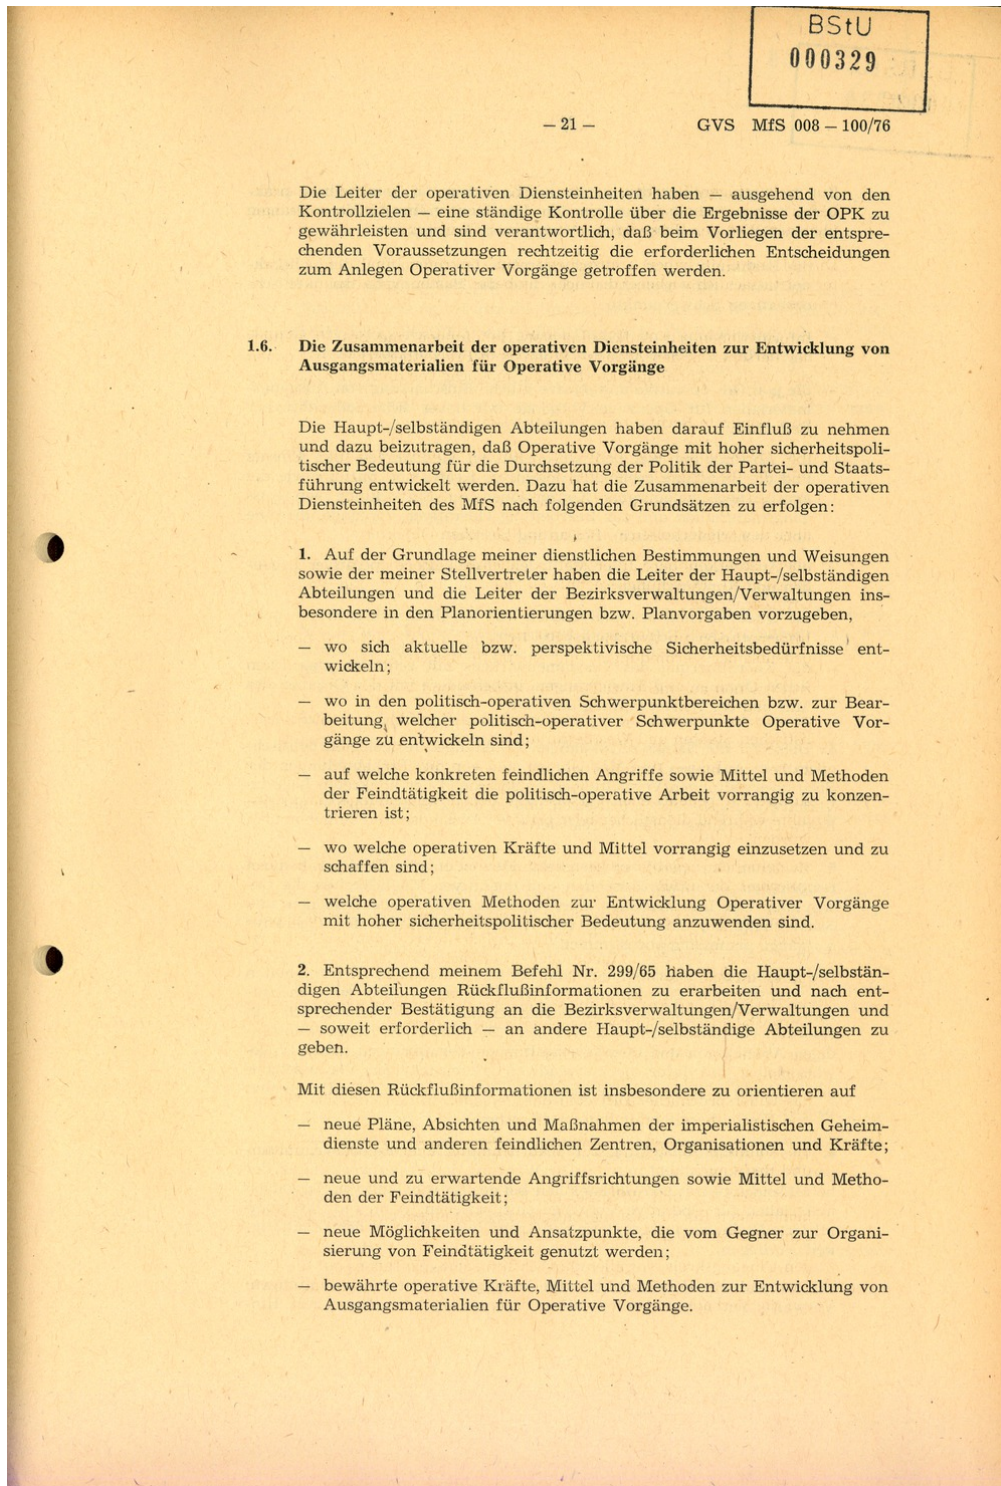 BStU
000329
— 21 —
GVS MfS 008 — 100/76
Die Leiter der operativen Diensteinheiten haben — ausgehend von den
Kontrollzielen — eine ständige Kontrolle über die Ergebnisse der OPK zu
gewährleisten und sind verantwortlich, daß beim Vorliegen der entspre-
chenden Voraussetzungen rechtzeitig die erforderlichen Entscheidungen
zum Anlegen Operativer Vorgänge getroffen werden.
1.6. Die Zusammenarbeit der operativen Diensteinheiten zur Entwicklung von
Ausgangsmaterialien für Operative Vorgänge
Die Haupt-/selbständigen Abteilungen haben darauf Einfluß zu nehmen
und dazu beizutragen, daß Operative Vorgänge mit hoher sicherheitspoli-
tischer Bedeutung für die Durchsetzung der Politik der Partei- und Staats-
führung entwickelt werden. Dazu hat die Zusammenarbeit der operativen
Diensteinheiten des MfS nach folgenden Grundsätzen zu erfolgen:
1. Auf der Grundlage meiner dienstlichen Bestimmungen und Weisungen
sowie der meiner Stellvertreter haben die Leiter der Haupt-/selbständigen
Abteilungen und die Leiter der Bezirksverwaltungen/Verwaltungen ins-
besondere in den Planorientierungen bzw. Planvorgaben vorzugeben,
— wo sich aktuelle bzw. perspektivische Sicherheitsbedürfnisse ent-
wickeln;
— wo in den politisch-operativen Schwerpunktbereichen bzw. zur Bear-
beitung welcher politisch-operativer Schwerpunkte Operative Vor-
gänge zu entwickeln sind;
— auf welche konkreten feindlichen Angriffe sowie Mittel und Methoden
der Feindtätigkeit die politisch-operative Arbeit vorrangig zu konzen-
trieren ist;
— wo welche operativen Kräfte und Mittel vorrangig einzusetzen und zu
schaffen sind;
— welche operativen Methoden zur Entwicklung Operativer Vorgänge
mit hoher sicherheitspolitischer Bedeutung anzuwenden sind.
2. Entsprechend meinem Befehl Nr. 299/65 haben die Haupt-/selbstän-
digen Abteilungen Rückflußinformationen zu erarbeiten und nach ent-
sprechender Bestätigung an die Bezirksverwaltungen/Verwaltungen und
— soweit erforderlich — an andere Haupt-/selbständige Abteilungen zu
geben.
Mit diesen Rückflußinformationen ist insbesondere zu orientieren auf
— neue Pläne, Absichten und Maßnahmen der imperialistischen Geheim-
dienste und anderen feindlichen Zentren, Organisationen und Kräfte;
— neue und zu erwartende Angriffsrichtungen sowie Mittel und Metho-
den der Feindtätigkeit;
— neue Möglichkeiten und Ansatzpunkte, die vom Gegner zur Organi-
sierung von Feindtätigkeit genutzt werden;
— bewährte operative Kräfte, Mittel und Methoden zur Entwicklung von
Ausgangsmaterialien für Operative Vorgänge.